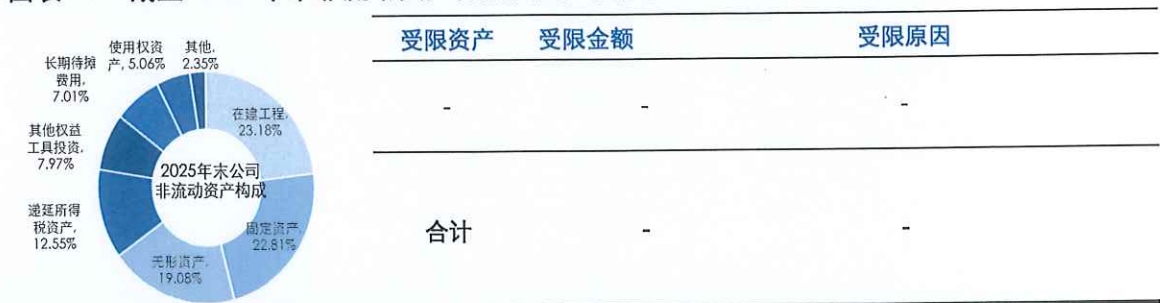 受限资产 受限金额 受限原因
- - -
合计 - -
使用权资
产, 5.06%
其他,
2.35%
长期待摊
费用,
7.01%
其他权益
工具投资,
7.97%
递延所得
税资产,
12.55%
无形资产,
19.08%
固定资产,
22.81%
在建工程,
23.18%
2025年末公司
非流动资产构成